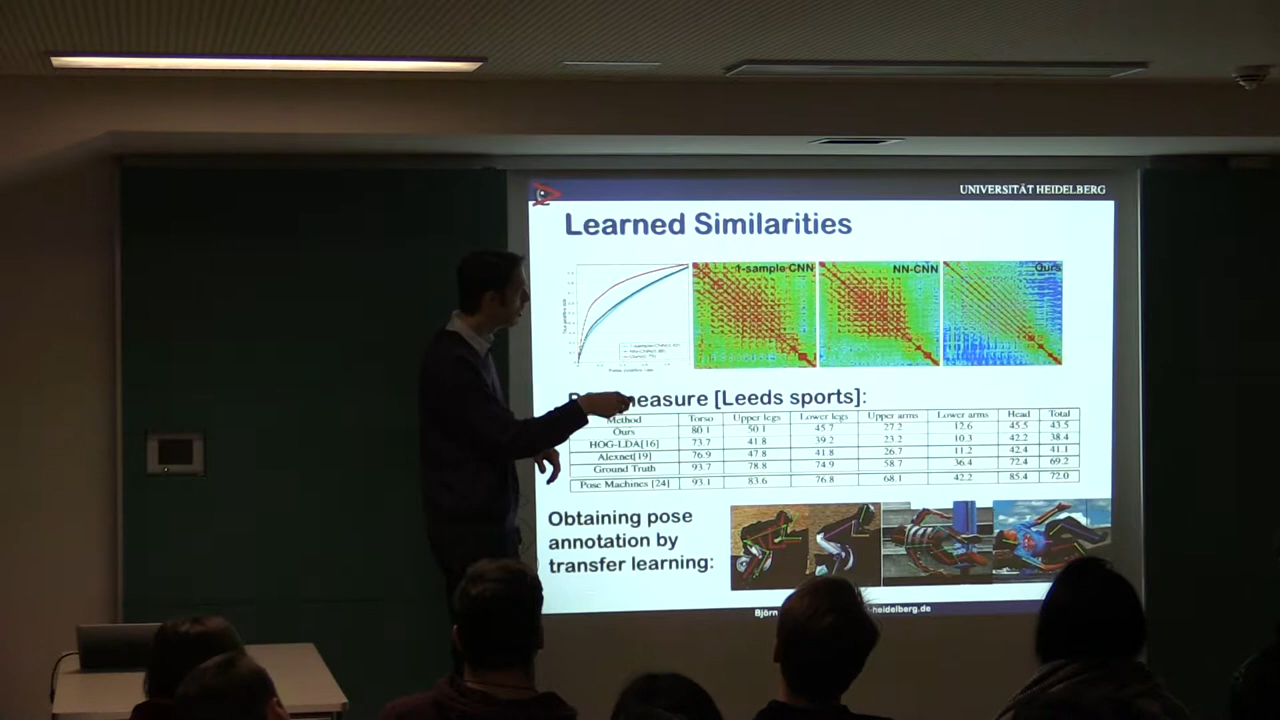 UNIVERSITÄT HEIDELBERG
Learned Similarities
1-sample CNN
NN-CNN
Ours
measure [Leeds sports]:
Method Torso Upper legs Lower legs Upper arms Lower arms Head Total
Ours 80.1 50.1 45.7 27.2 12.6 45.5 43.5
HOG-LDA[16] 73.7 41.8 39.2 23.2 10.3 42.2 38.4
Alexnet[19] 76.9 47.8 41.8 26.7 11.2 42.4 41.1
Ground Truth 93.7 78.8 74.9 58.7 36.4 72.4 69.2
Pose Machines [24] 93.1 83.6 76.8 68.1 42.2 85.4 72.0
Obtaining pose
annotation by
transfer learning:
Björn
-heidelberg.de